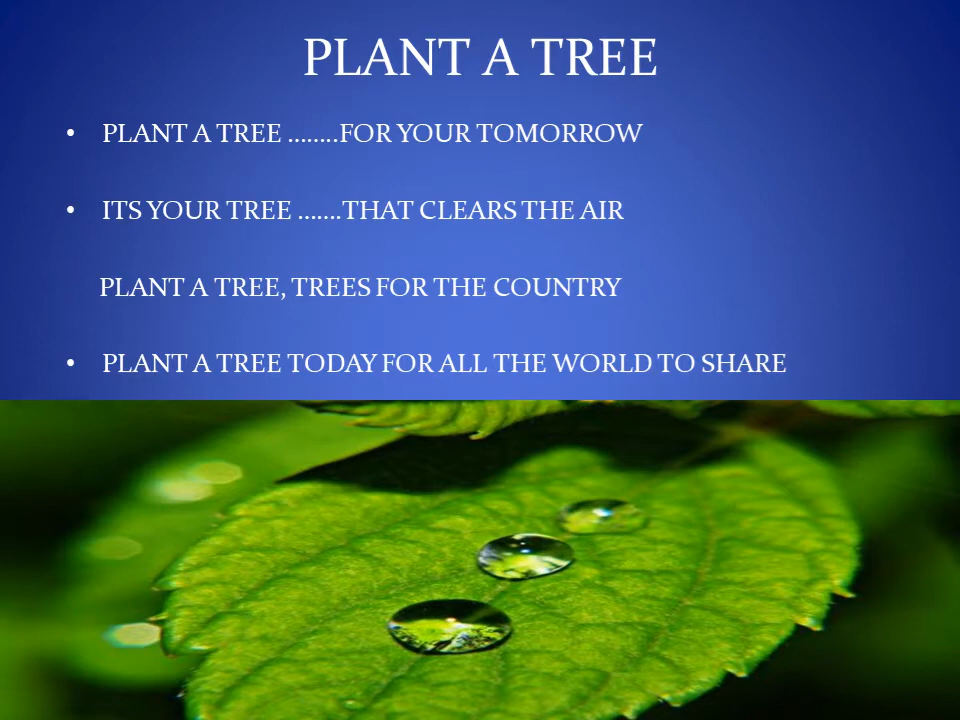 PLANT A TREE
• PLANT A TREE ........FOR YOUR TOMORROW
• ITS YOUR TREE .......THAT CLEARS THE AIR
PLANT A TREE, TREES FOR THE COUNTRY
• PLANT A TREE TODAY FOR ALL THE WORLD TO SHARE